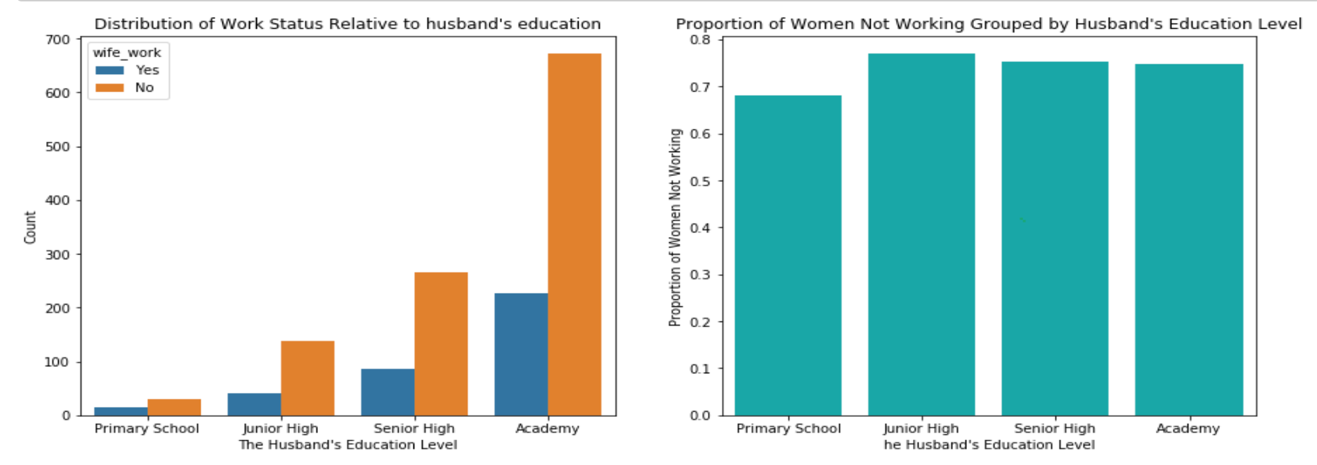 Distribution of Work Status Relative to husband's education
700
600
500
400
300
200
100
0
Count
wife_work
Yes
No
Primary School Junior High Senior High Academy
The Husband's Education Level
Proportion of Women Not Working Grouped by Husband's Education Level
0.8
0.7
0.6
0.5
0.4
0.3
0.2
0.1
0.0
Proportion of Women Not Working
Primary School Junior High Senior High Academy
he Husband's Education Level